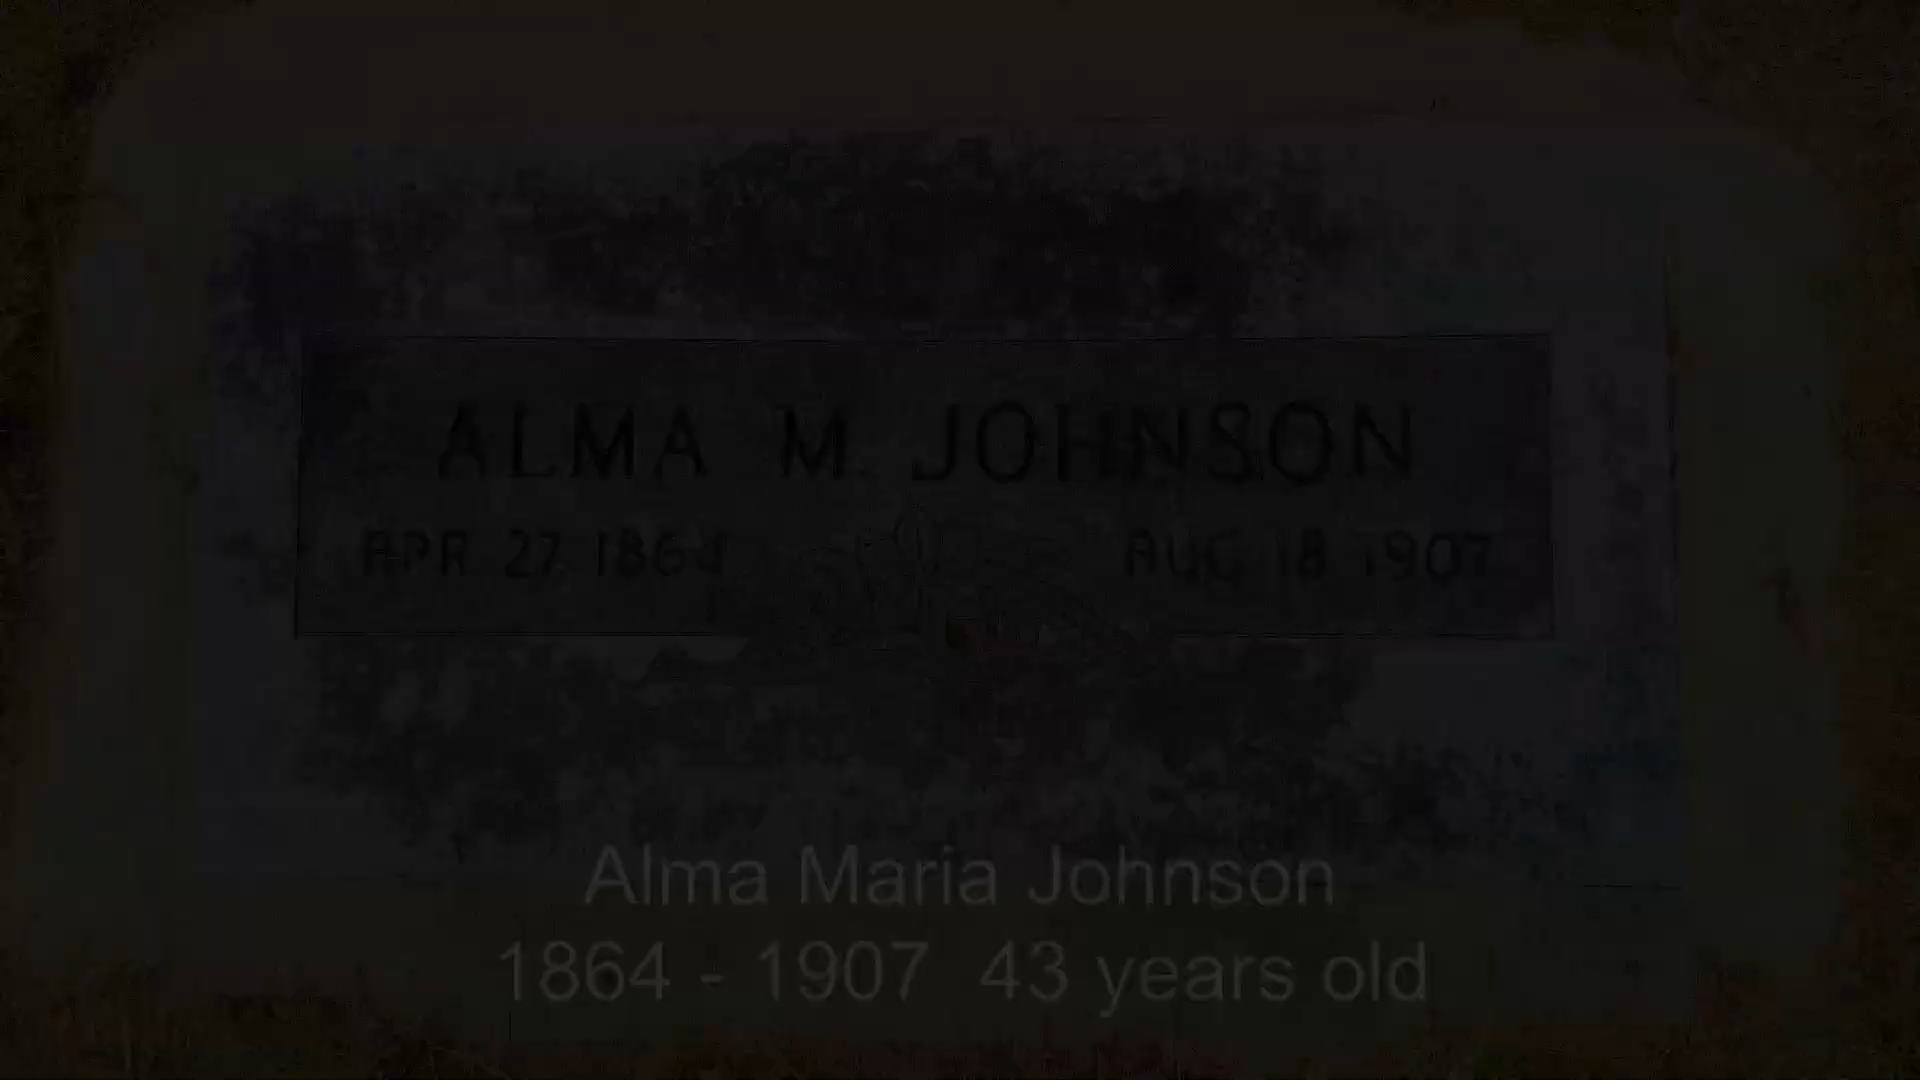 ALMA M. JOHNSON
APR 27 1864
AUG 18 1907
Alma Maria Johnson
1864 - 1907 43 years old